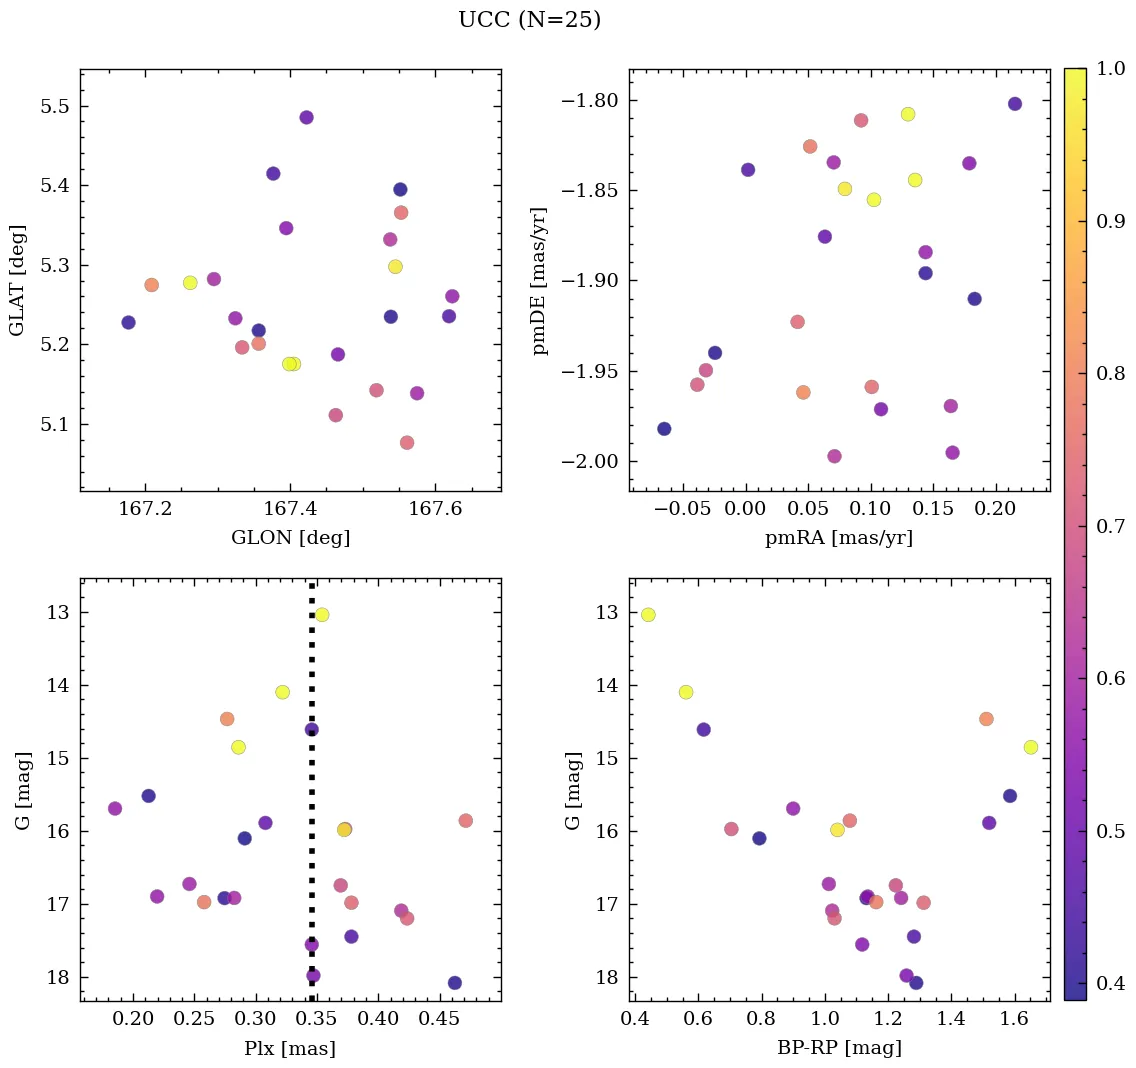 UCC (N=25)
5.5
5.4
5.3
5.2
5.1
GLAT [deg]
167.2 167.4 167.6
GLON [deg]
−1.80
−1.85
−1.90
−1.95
−2.00
pmDE [mas/yr]
−0.05 0.00 0.05 0.10 0.15 0.20
pmRA [mas/yr]
13
14
15
16
17
18
G [mag]
0.20 0.25 0.30 0.35 0.40 0.45
Plx [mas]
13
14
15
16
17
18
G [mag]
0.4 0.6 0.8 1.0 1.2 1.4 1.6
BP-RP [mag]
1.0
0.9
0.8
0.7
0.6
0.5
0.4